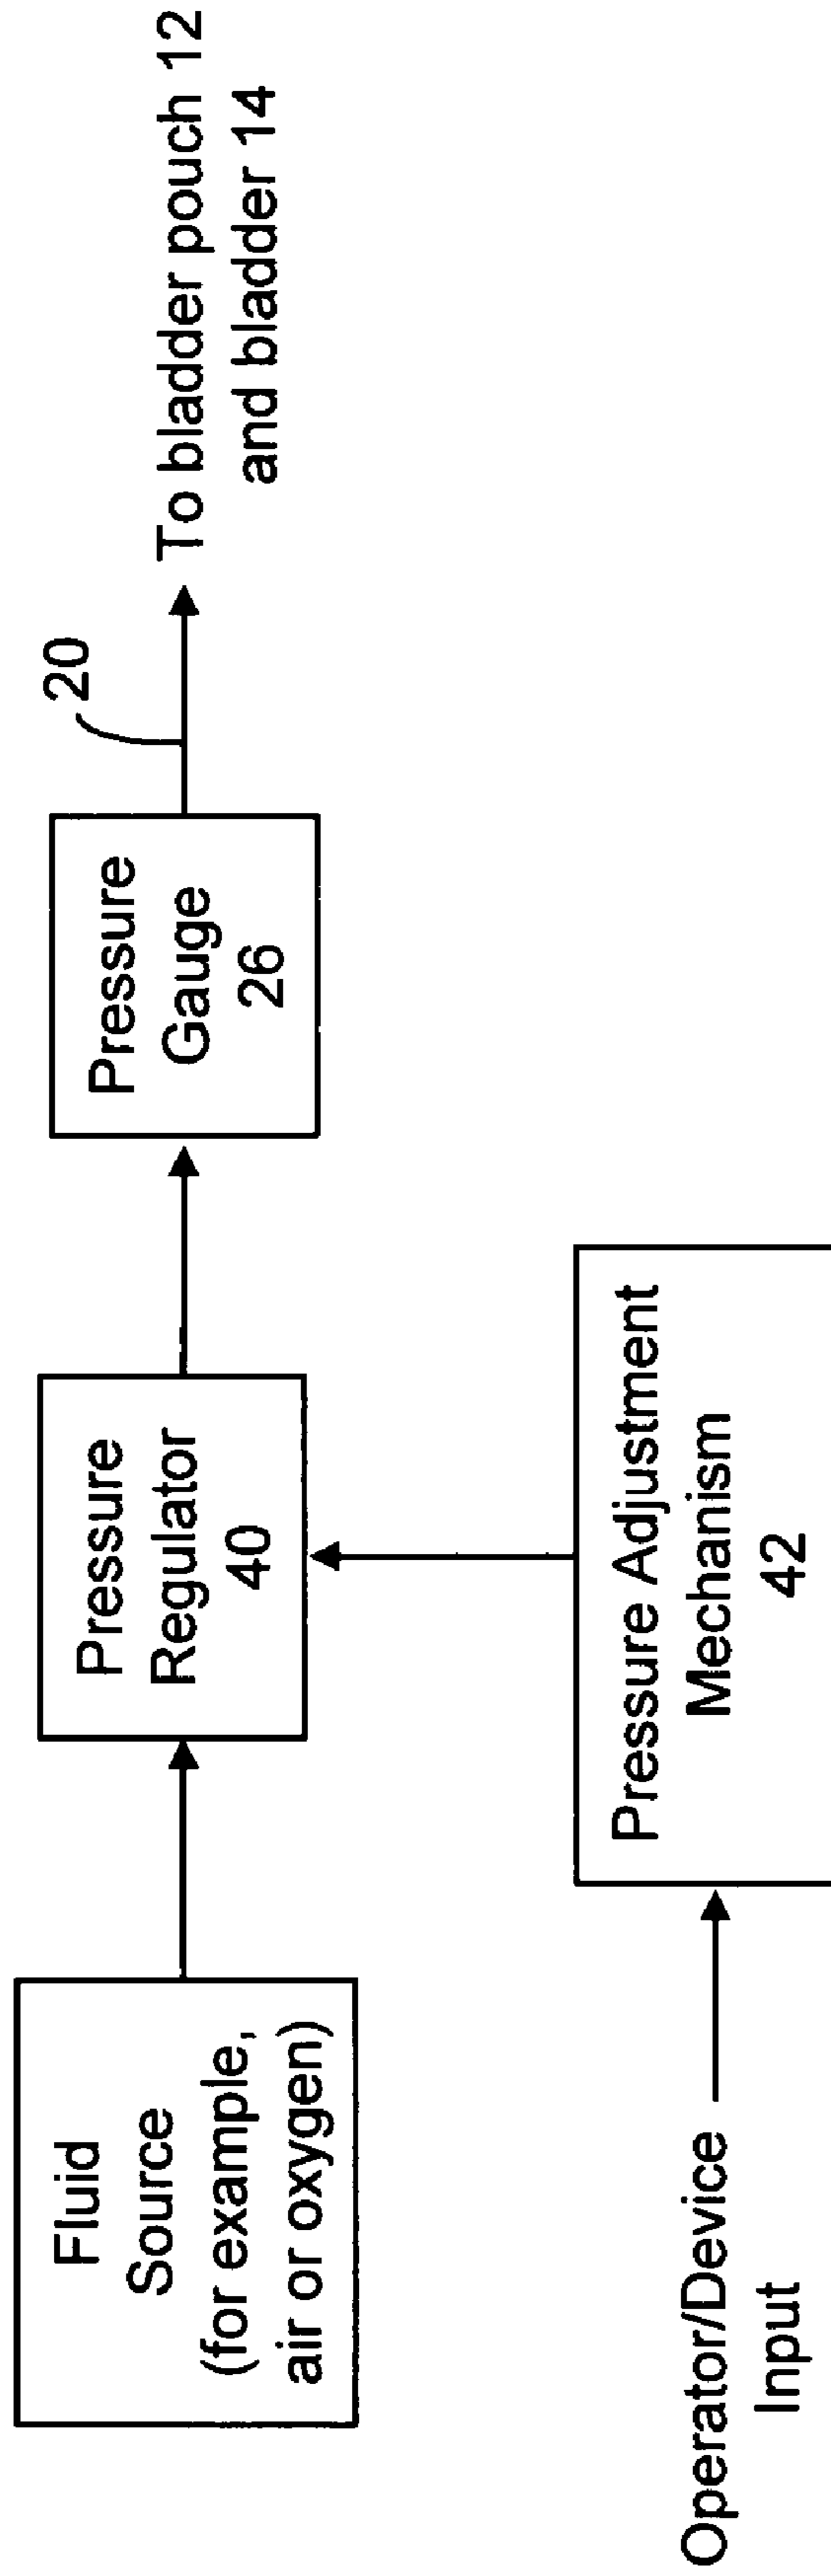 Fluid
Source
(for example,
air or oxygen)
Pressure
Regulator
40
Pressure
Gauge
26
20
To bladder pouch 12
and bladder 14
Operator/Device
Input
Pressure Adjustment
Mechanism
42